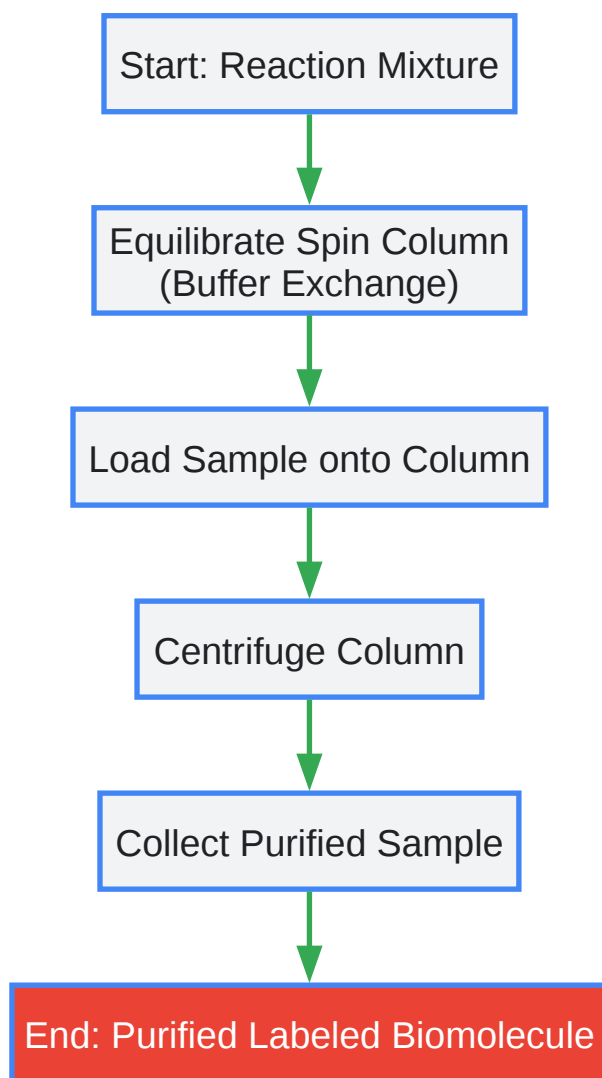 Start: Reaction Mixture
Equilibrate Spin Column
(Buffer Exchange)
Load Sample onto Column
Centrifuge Column
Collect Purified Sample
End: Purified Labeled Biomolecule